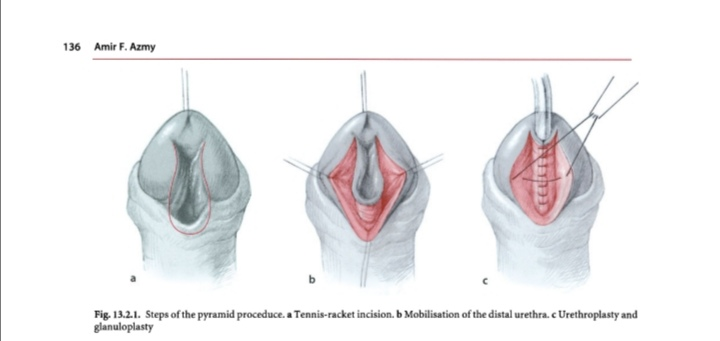 136 Amir F. Azmy
a
b
c
Fig. 13.2.1. Steps of the pyramid proceduce. a Tennis-racket incision. b Mobilisation of the distal urethra. c Urethroplasty and
glanuloplasty